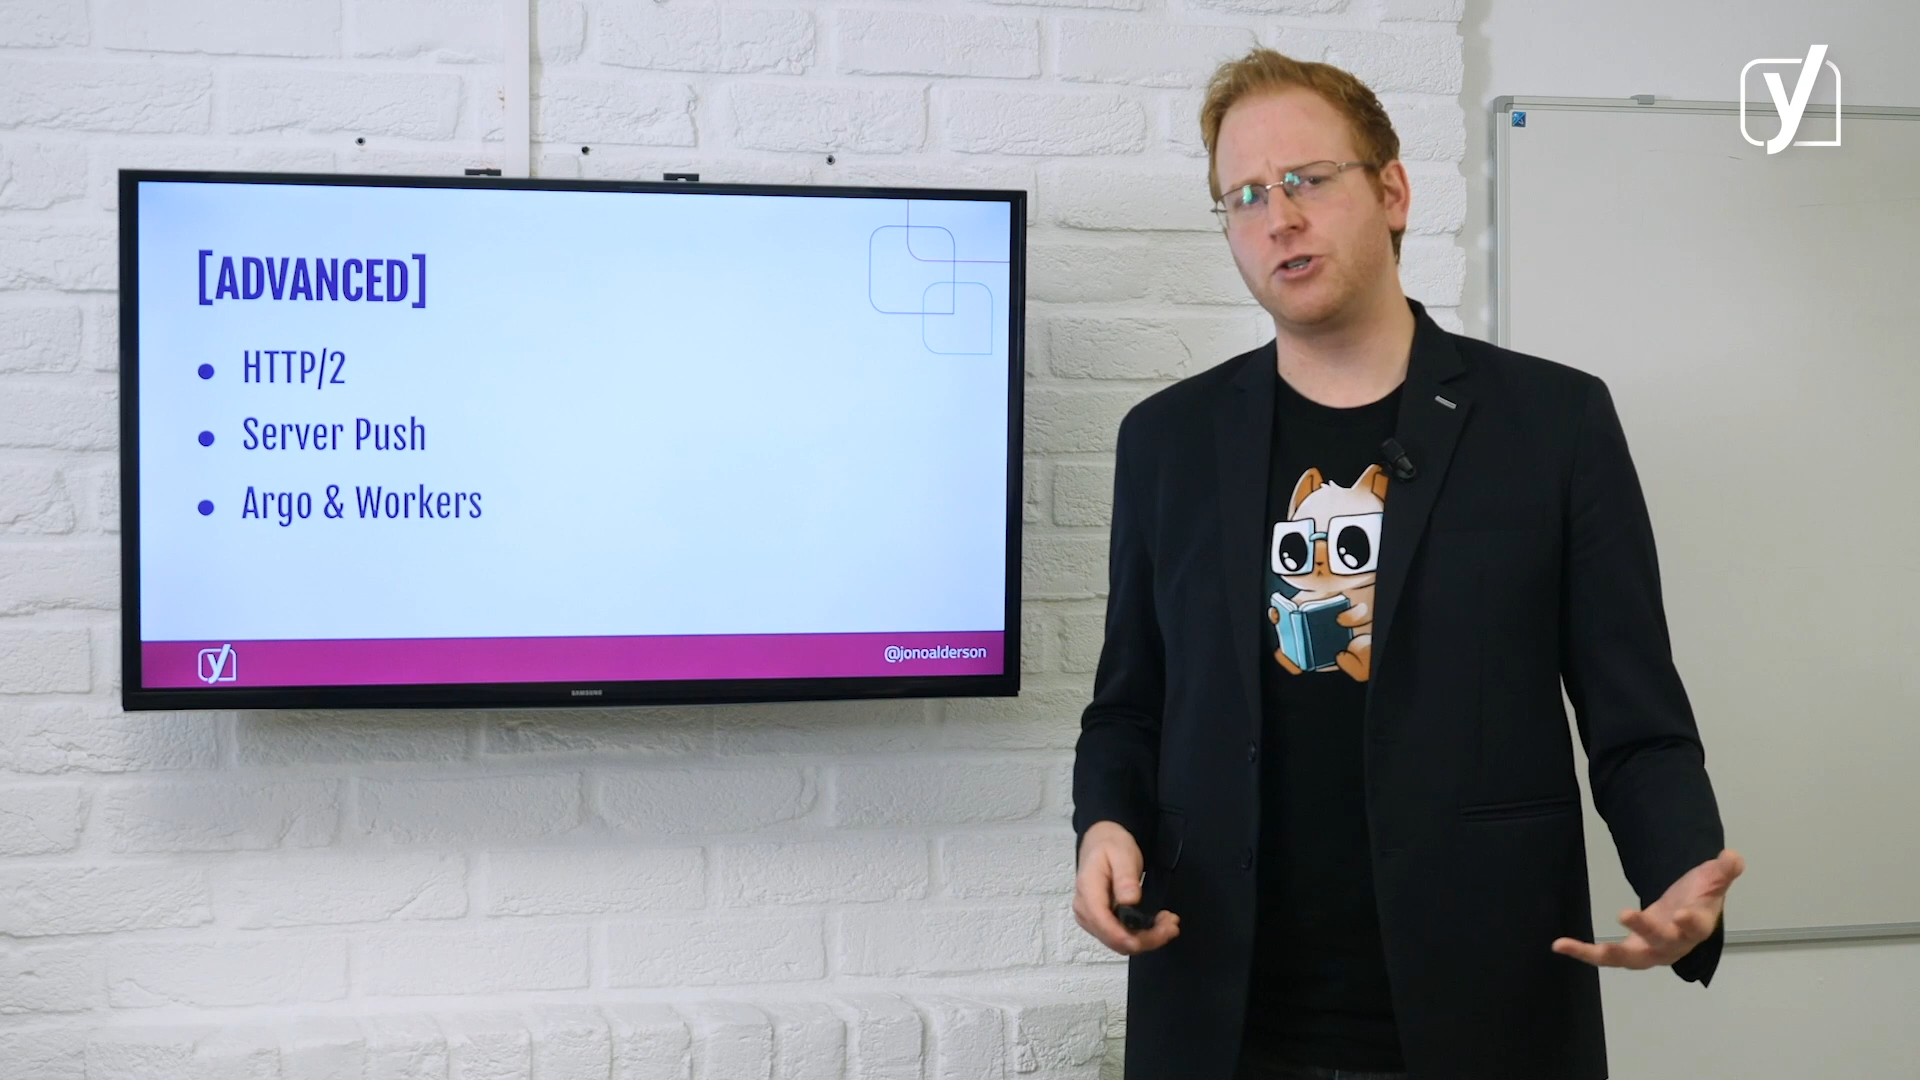 [ADVANCED]
• HTTP/2
• Server Push
• Argo & Workers
@jonoalderson
SAMSUNG
y
y